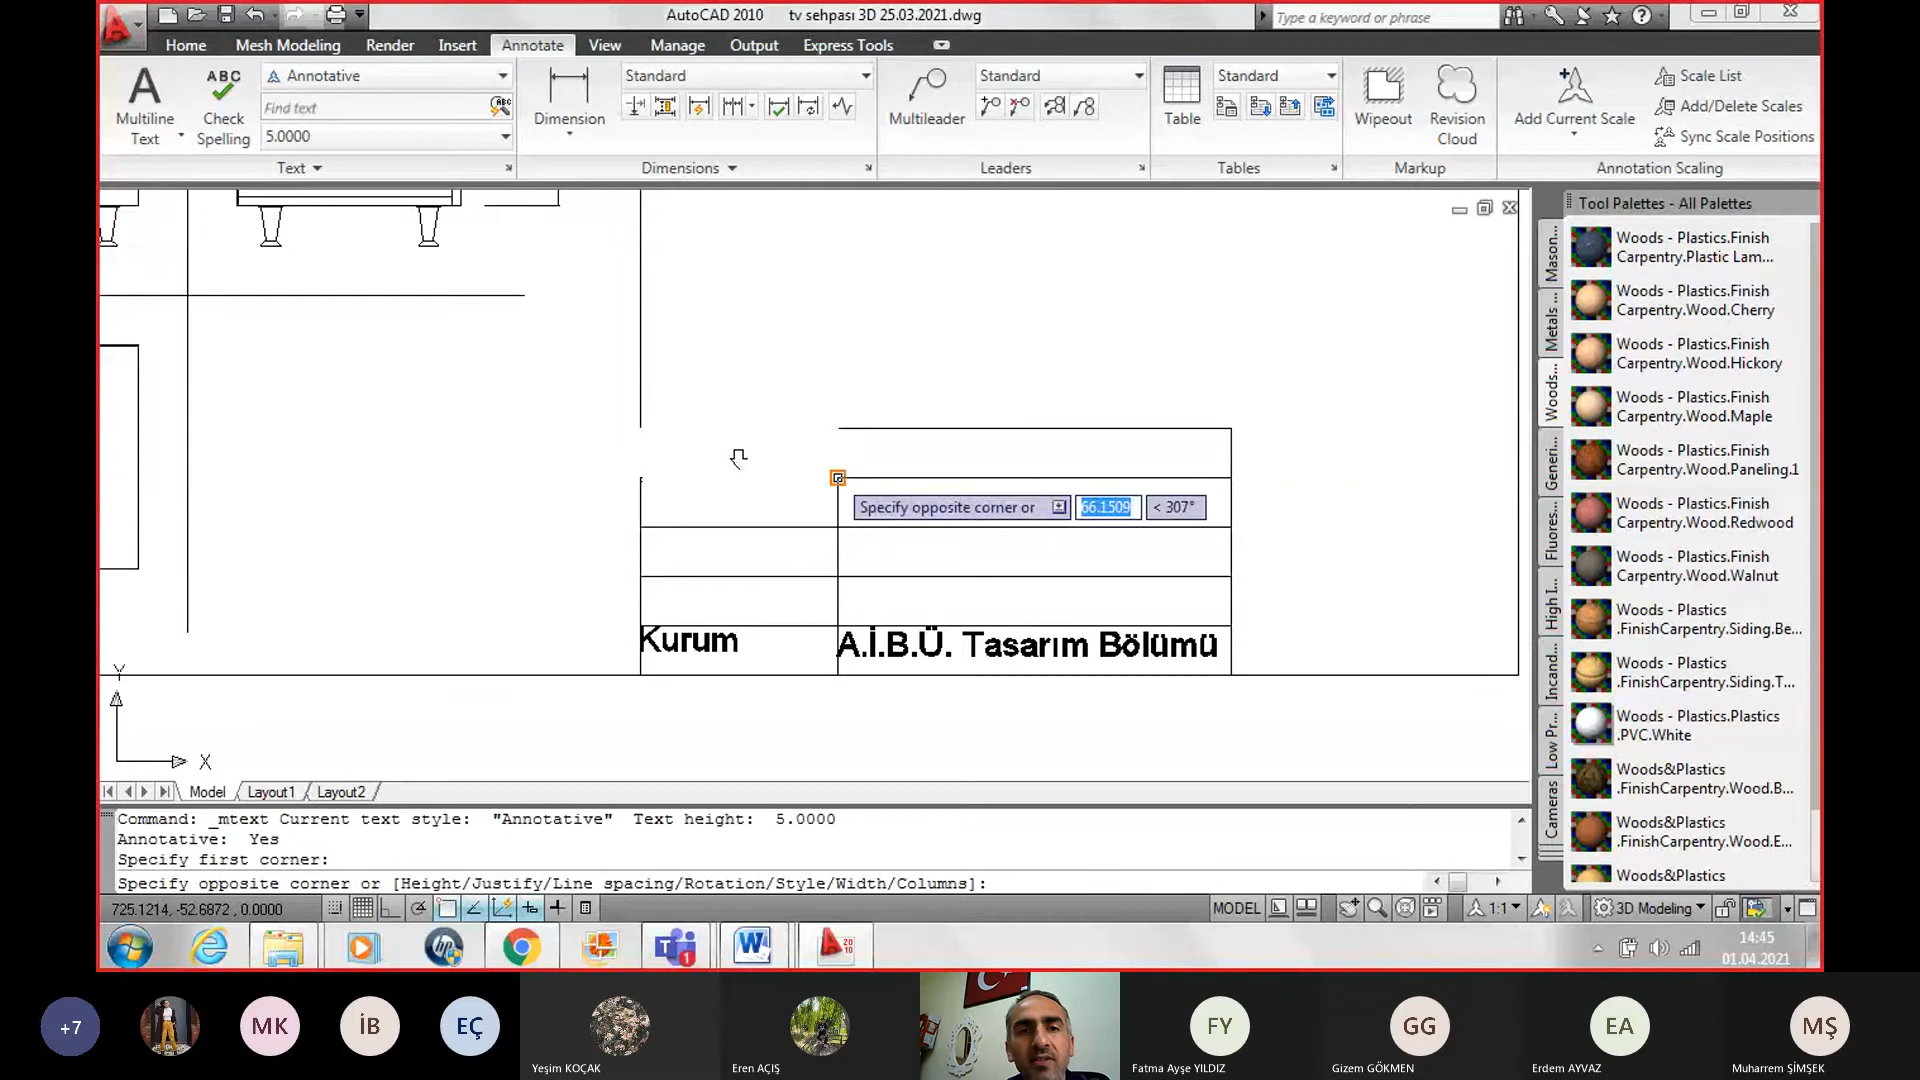 AutoCAD 2010 tv sehpası 3D 25.03.2021.dwg
Type a keyword or phrase
Home Mesh Modeling Render Insert Annotate View Manage Output Express Tools
Multiline Text
ABC
Check Spelling
Annotative
Find text
5.0000
Text
Dimension
Standard
Dimensions
Multileader
Standard
Leaders
Table
Standard
Tables
Wipeout
Revision Cloud
Markup
Add Current Scale
Scale List
Add/Delete Scales
Sync Scale Positions
Annotation Scaling
Tool Palettes - All Palettes
Mason...
Metals ...
Woods...
Generi...
Fluores...
High I...
Incand...
Low Pr...
Cameras
Woods - Plastics.Finish
Carpentry.Plastic Lam...
Woods - Plastics.Finish
Carpentry.Wood.Cherry
Woods - Plastics.Finish
Carpentry.Wood.Hickory
Woods - Plastics.Finish
Carpentry.Wood.Maple
Woods - Plastics.Finish
Carpentry.Wood.Paneling.1
Woods - Plastics.Finish
Carpentry.Wood.Redwood
Woods - Plastics.Finish
Carpentry.Wood.Walnut
Woods - Plastics
.FinishCarpentry.Siding.Be...
Woods - Plastics
.FinishCarpentry.Siding.T...
Woods - Plastics.Plastics
.PVC.White
Woods&Plastics
.FinishCarpentry.Wood.B...
Woods&Plastics
.FinishCarpentry.Wood.E...
Woods&Plastics
Specify opposite corner or 66.1509 < 307°
Kurum A.İ.B.Ü. Tasarım Bölümü
Y
X
Model Layout1 Layout2
Command: _mtext Current text style: "Annotative" Text height: 5.0000
Annotative: Yes
Specify first corner:
Specify opposite corner or [Height/Justify/Line spacing/Rotation/Style/Width/Columns]:
725.1214, -52.6872 , 0.0000
MODEL
1:1
3D Modeling
14:45
01.04.2021
+7
MK
İB
EÇ
Yeşim KOÇAK
Eren AÇIŞ
FY
Fatma Ayşe YILDIZ
GG
Gizem GÖKMEN
EA
Erdem AYVAZ
MŞ
Muharrem ŞİMŞEK